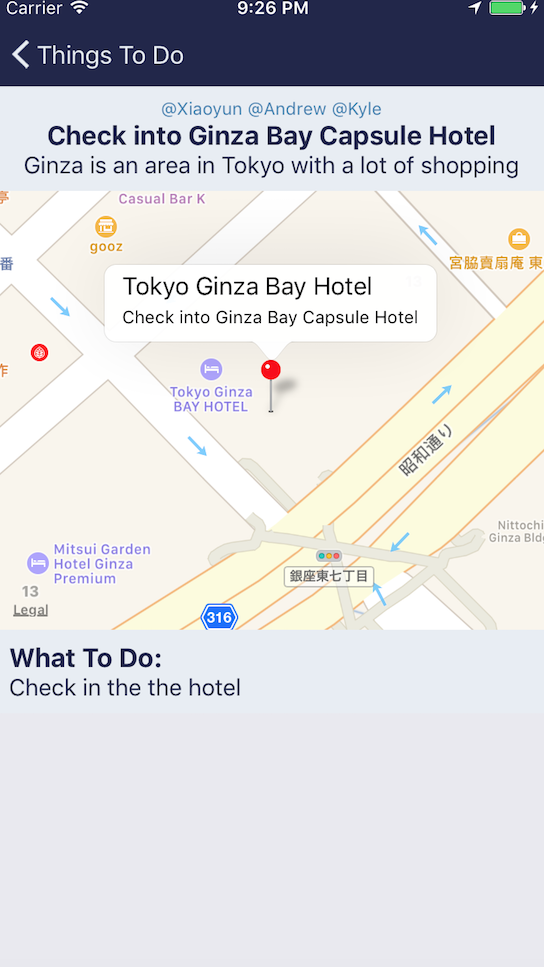 Carrier 9:26 PM
Things To Do
@Xiaoyun @Andrew @Kyle
Check into Ginza Bay Capsule Hotel
Ginza is an area in Tokyo with a lot of shopping
Casual Bar K
gooz
番
宮脇賣扇庵 東
Tokyo Ginza Bay Hotel
Check into Ginza Bay Capsule Hotel
作
Tokyo Ginza
BAY HOTEL
昭和通り
Nittochi
Ginza Bldg
Mitsui Garden
Hotel Ginza
Premium
銀座東七丁目
13
Legal
316
What To Do:
Check in the the hotel